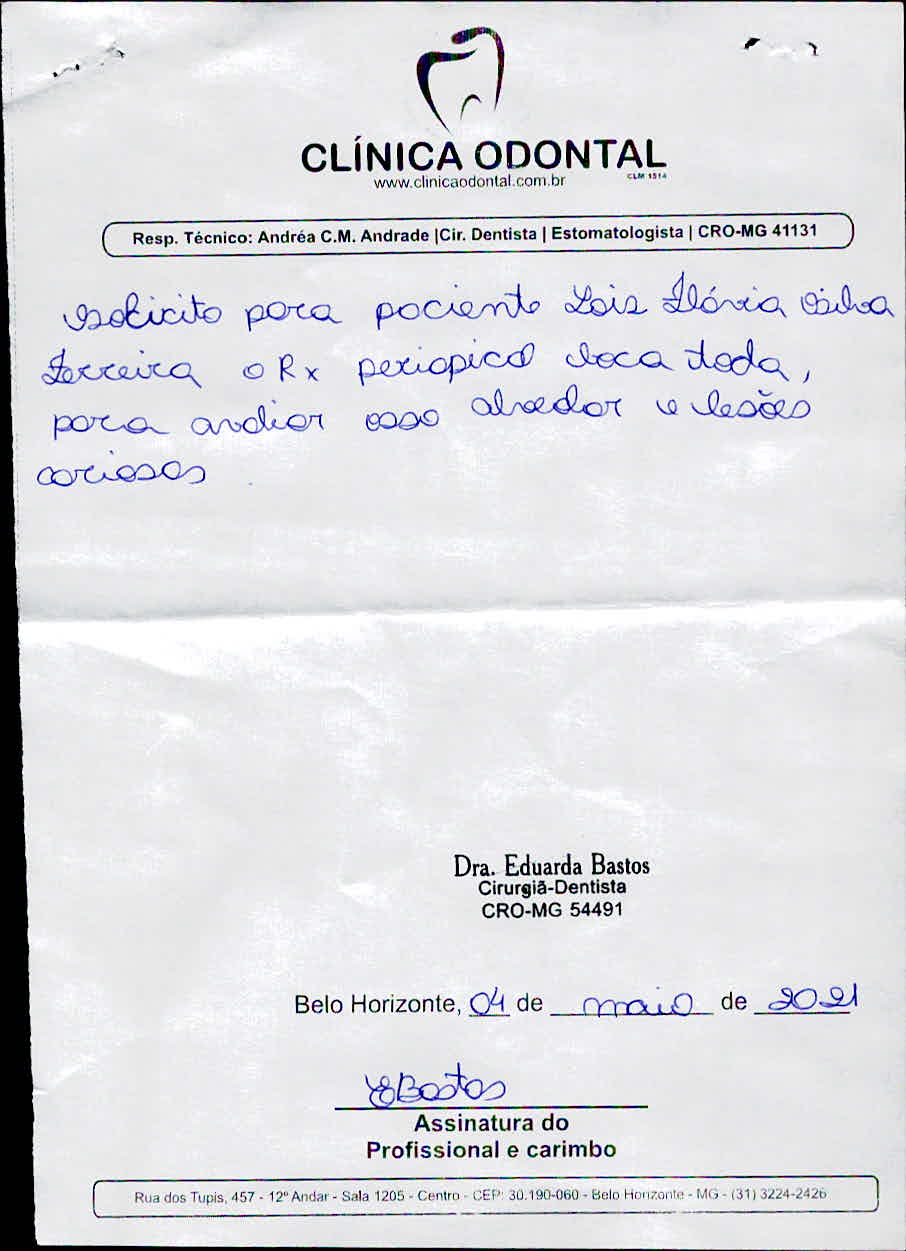 CLÍNICA ODONTAL
www.clinicaodontal.com.br
CLM 1514
Resp. Técnico: Andréa C.M. Andrade |Cir. Dentista | Estomatologista | CRO-MG 41131
Solicito para paciente Lais Flávia Silva
Ferreira o Rx periapical boca toda,
para avaliar osso alveolar e lesões
cariosas
Dra. Eduarda Bastos
Cirurgiã-Dentista
CRO-MG 54491
Belo Horizonte, 04 de maio de 2021
EBastos
Assinatura do
Profissional e carimbo
Rua dos Tupis, 457 - 12º Andar - Sala 1205 - Centro - CEP: 30.190-060 - Belo Horizonte - MG - (31) 3224-2426